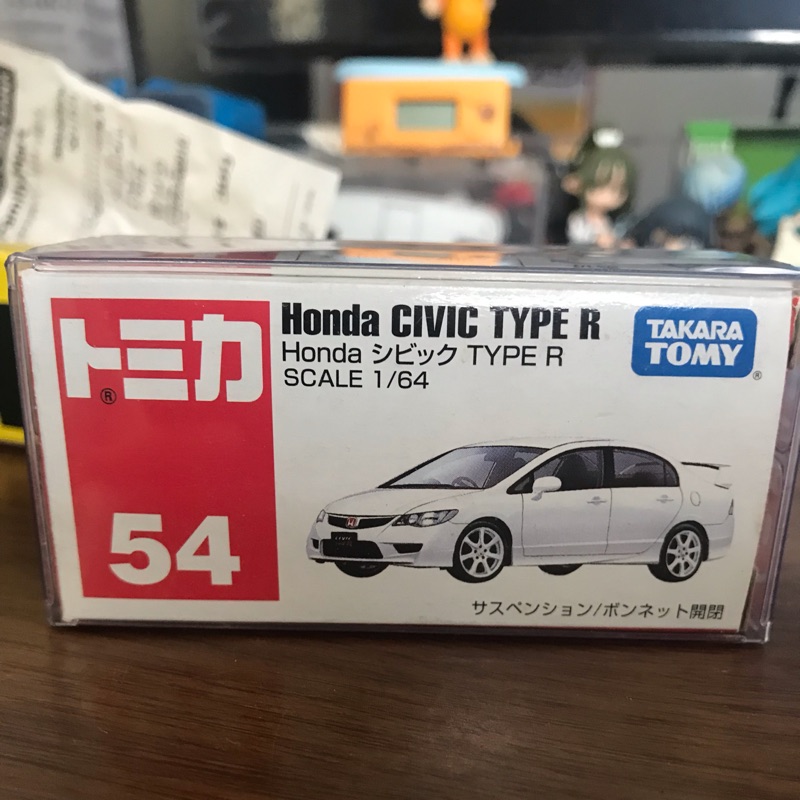 トミカ
®
54
Honda CIVIC TYPE R
Honda シビック TYPE R
SCALE 1/64
TAKARA
TOMY
®
サスペンション/ボンネット開閉